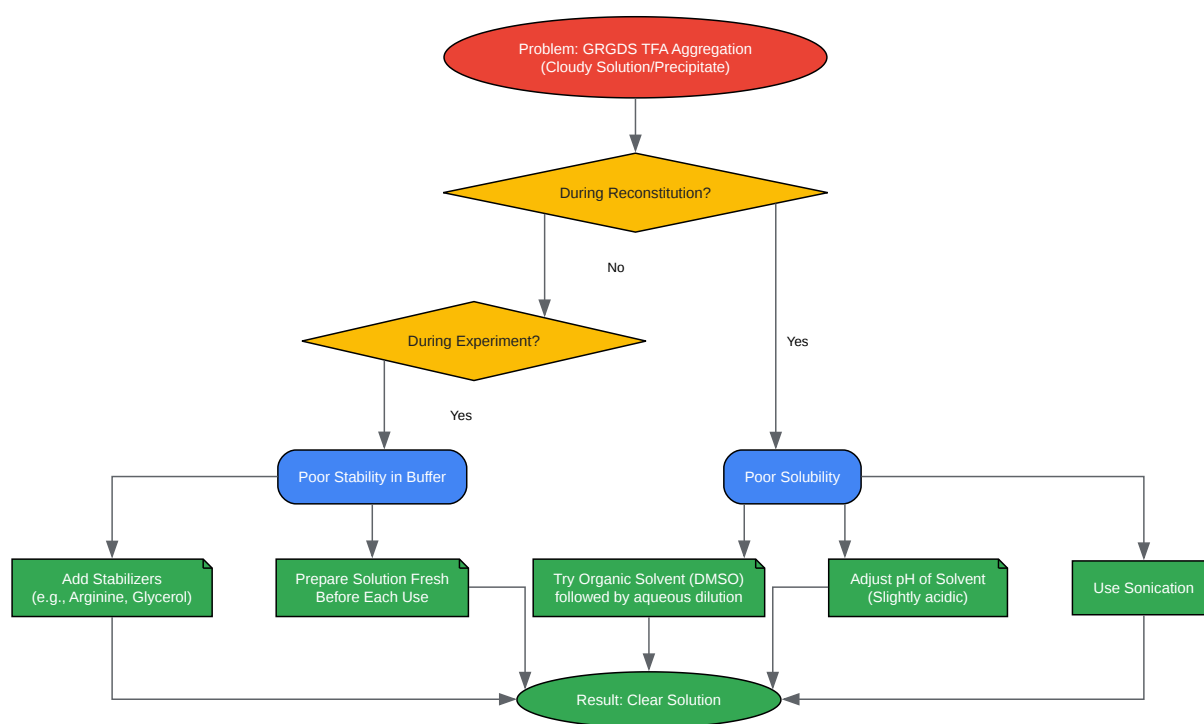 Problem: GRGDS TFA Aggregation
(Cloudy Solution/Precipitate)
During Reconstitution?
No
During Experiment?
Yes
Yes
Poor Stability in Buffer
Poor Solubility
Add Stabilizers
(e.g., Arginine, Glycerol)
Prepare Solution Fresh
Before Each Use
Try Organic Solvent (DMSO)
followed by aqueous dilution
Adjust pH of Solvent
(Slightly acidic)
Use Sonication
Result: Clear Solution